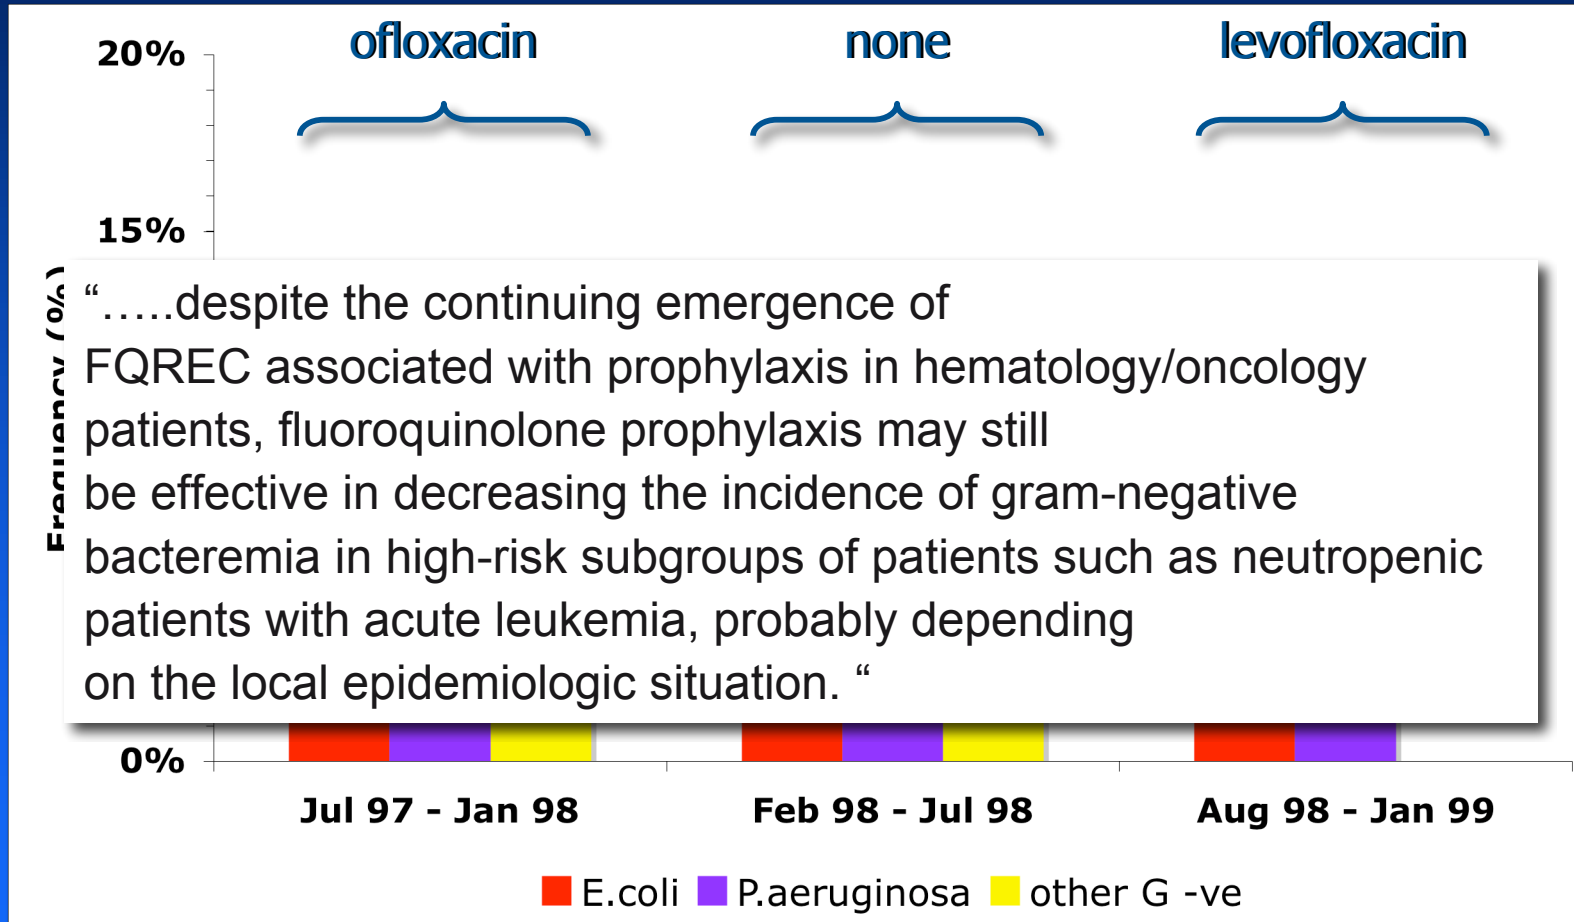 ofloxacin none levofloxacin
20%
15%
Frequency (%)
“…..despite the continuing emergence of
FQREC associated with prophylaxis in hematology/oncology
patients, fluoroquinolone prophylaxis may still
be effective in decreasing the incidence of gram-negative
bacteremia in high-risk subgroups of patients such as neutropenic
patients with acute leukemia, probably depending
on the local epidemiologic situation. “
0%
Jul 97 - Jan 98 Feb 98 - Jul 98 Aug 98 - Jan 99
E.coli P.aeruginosa other G -ve